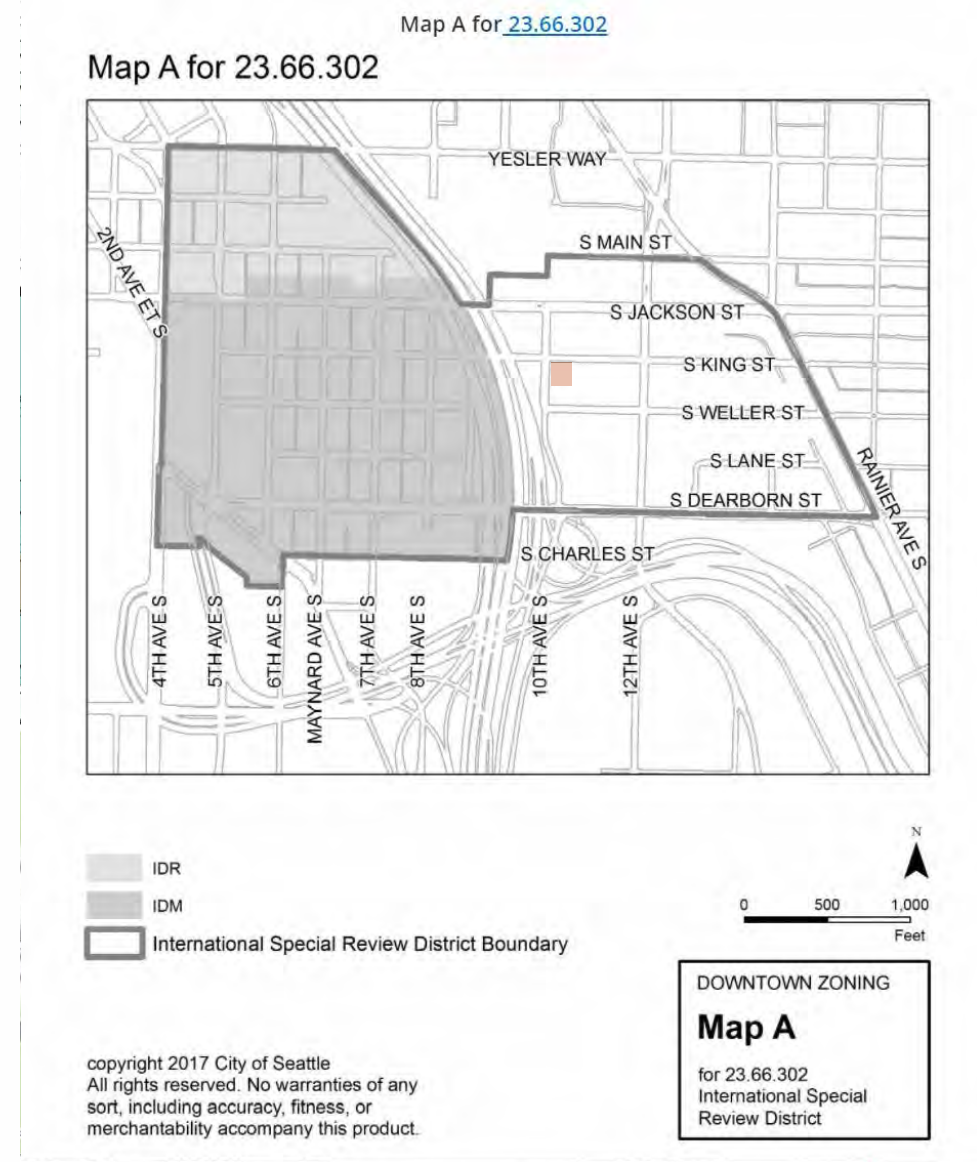 Map A for 23.66.302
Map A for 23.66.302
YESLER WAY
2ND AVE ET S
S MAIN ST
S JACKSON ST
S KING ST
S WELLER ST
S LANE ST
RAINIER AVE S
S DEARBORN ST
S CHARLES ST
4TH AVE S
5TH AVE S
6TH AVE S
MAYNARD AVE S
7TH AVE S
8TH AVE S
10TH AVE S
12TH AVE S
N
IDR
IDM
0 500 1,000
Feet
International Special Review District Boundary
DOWNTOWN ZONING
Map A
for 23.66.302
International Special
Review District
copyright 2017 City of Seattle
All rights reserved. No warranties of any
sort, including accuracy, fitness, or
merchantability accompany this product.